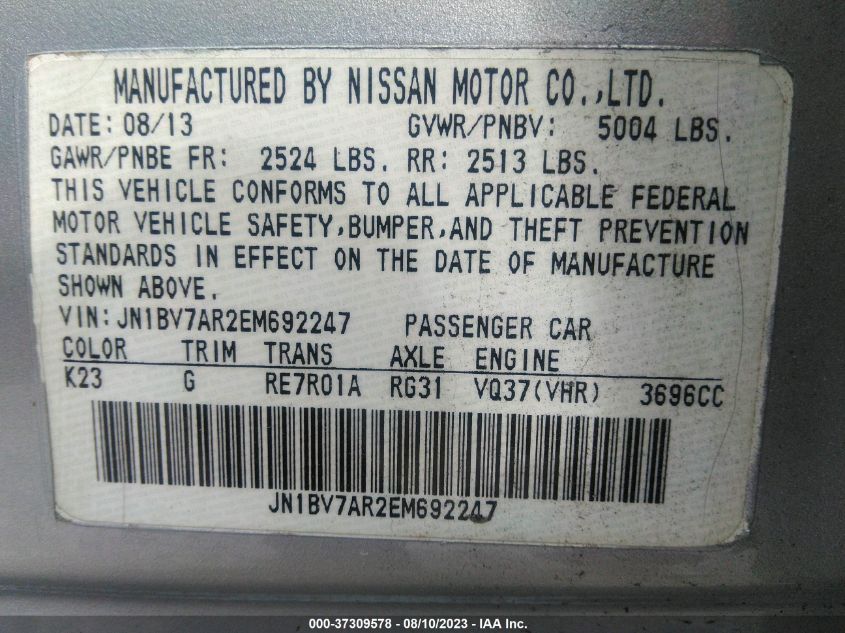 MANUFACTURED BY NISSAN MOTOR CO.,LTD.
DATE: 08/13 GVWR/PNBV: 5004 LBS.
GAWR/PNBE FR: 2524 LBS. RR: 2513 LBS.
THIS VEHICLE CONFORMS TO ALL APPLICABLE FEDERAL
MOTOR VEHICLE SAFETY,BUMPER,AND THEFT PREVENTION
STANDARDS IN EFFECT ON THE DATE OF MANUFACTURE
SHOWN ABOVE.
VIN: JN1BV7AR2EM692247 PASSENGER CAR
COLOR TRIM TRANS AXLE ENGINE
K23 G RE7R01A RG31 VQ37(VHR) 3696CC
JN1BV7AR2EM692247
000-37309578 - 08/10/2023 - IAA Inc.